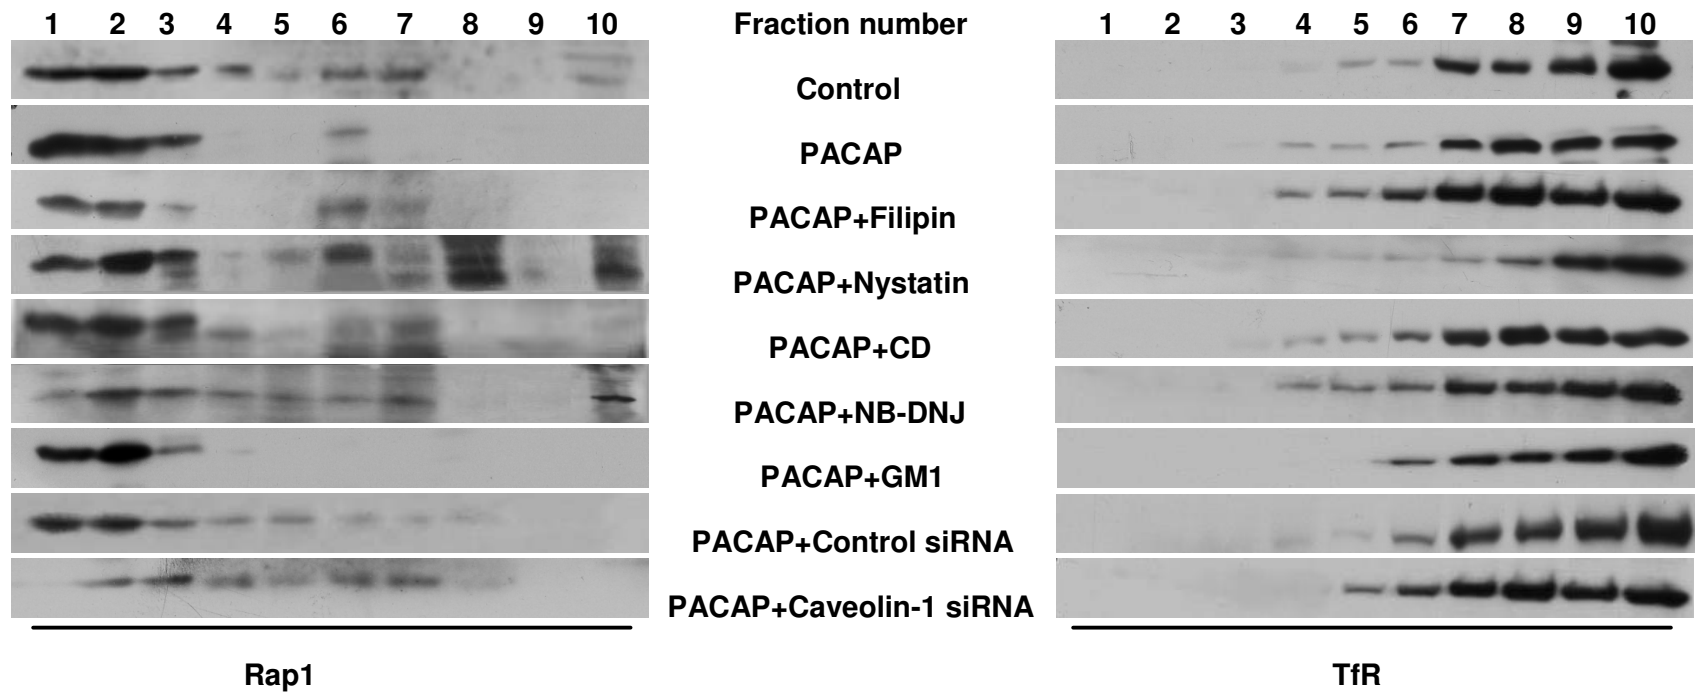 1 2 3 4 5 6 7 8 9 10 Fraction number 1 2 3 4 5 6 7 8 9 10
Control
PACAP
PACAP+Filipin
PACAP+Nystatin
PACAP+CD
PACAP+NB-DNJ
PACAP+GM1
PACAP+Control siRNA
PACAP+Caveolin-1 siRNA
Rap1 TfR